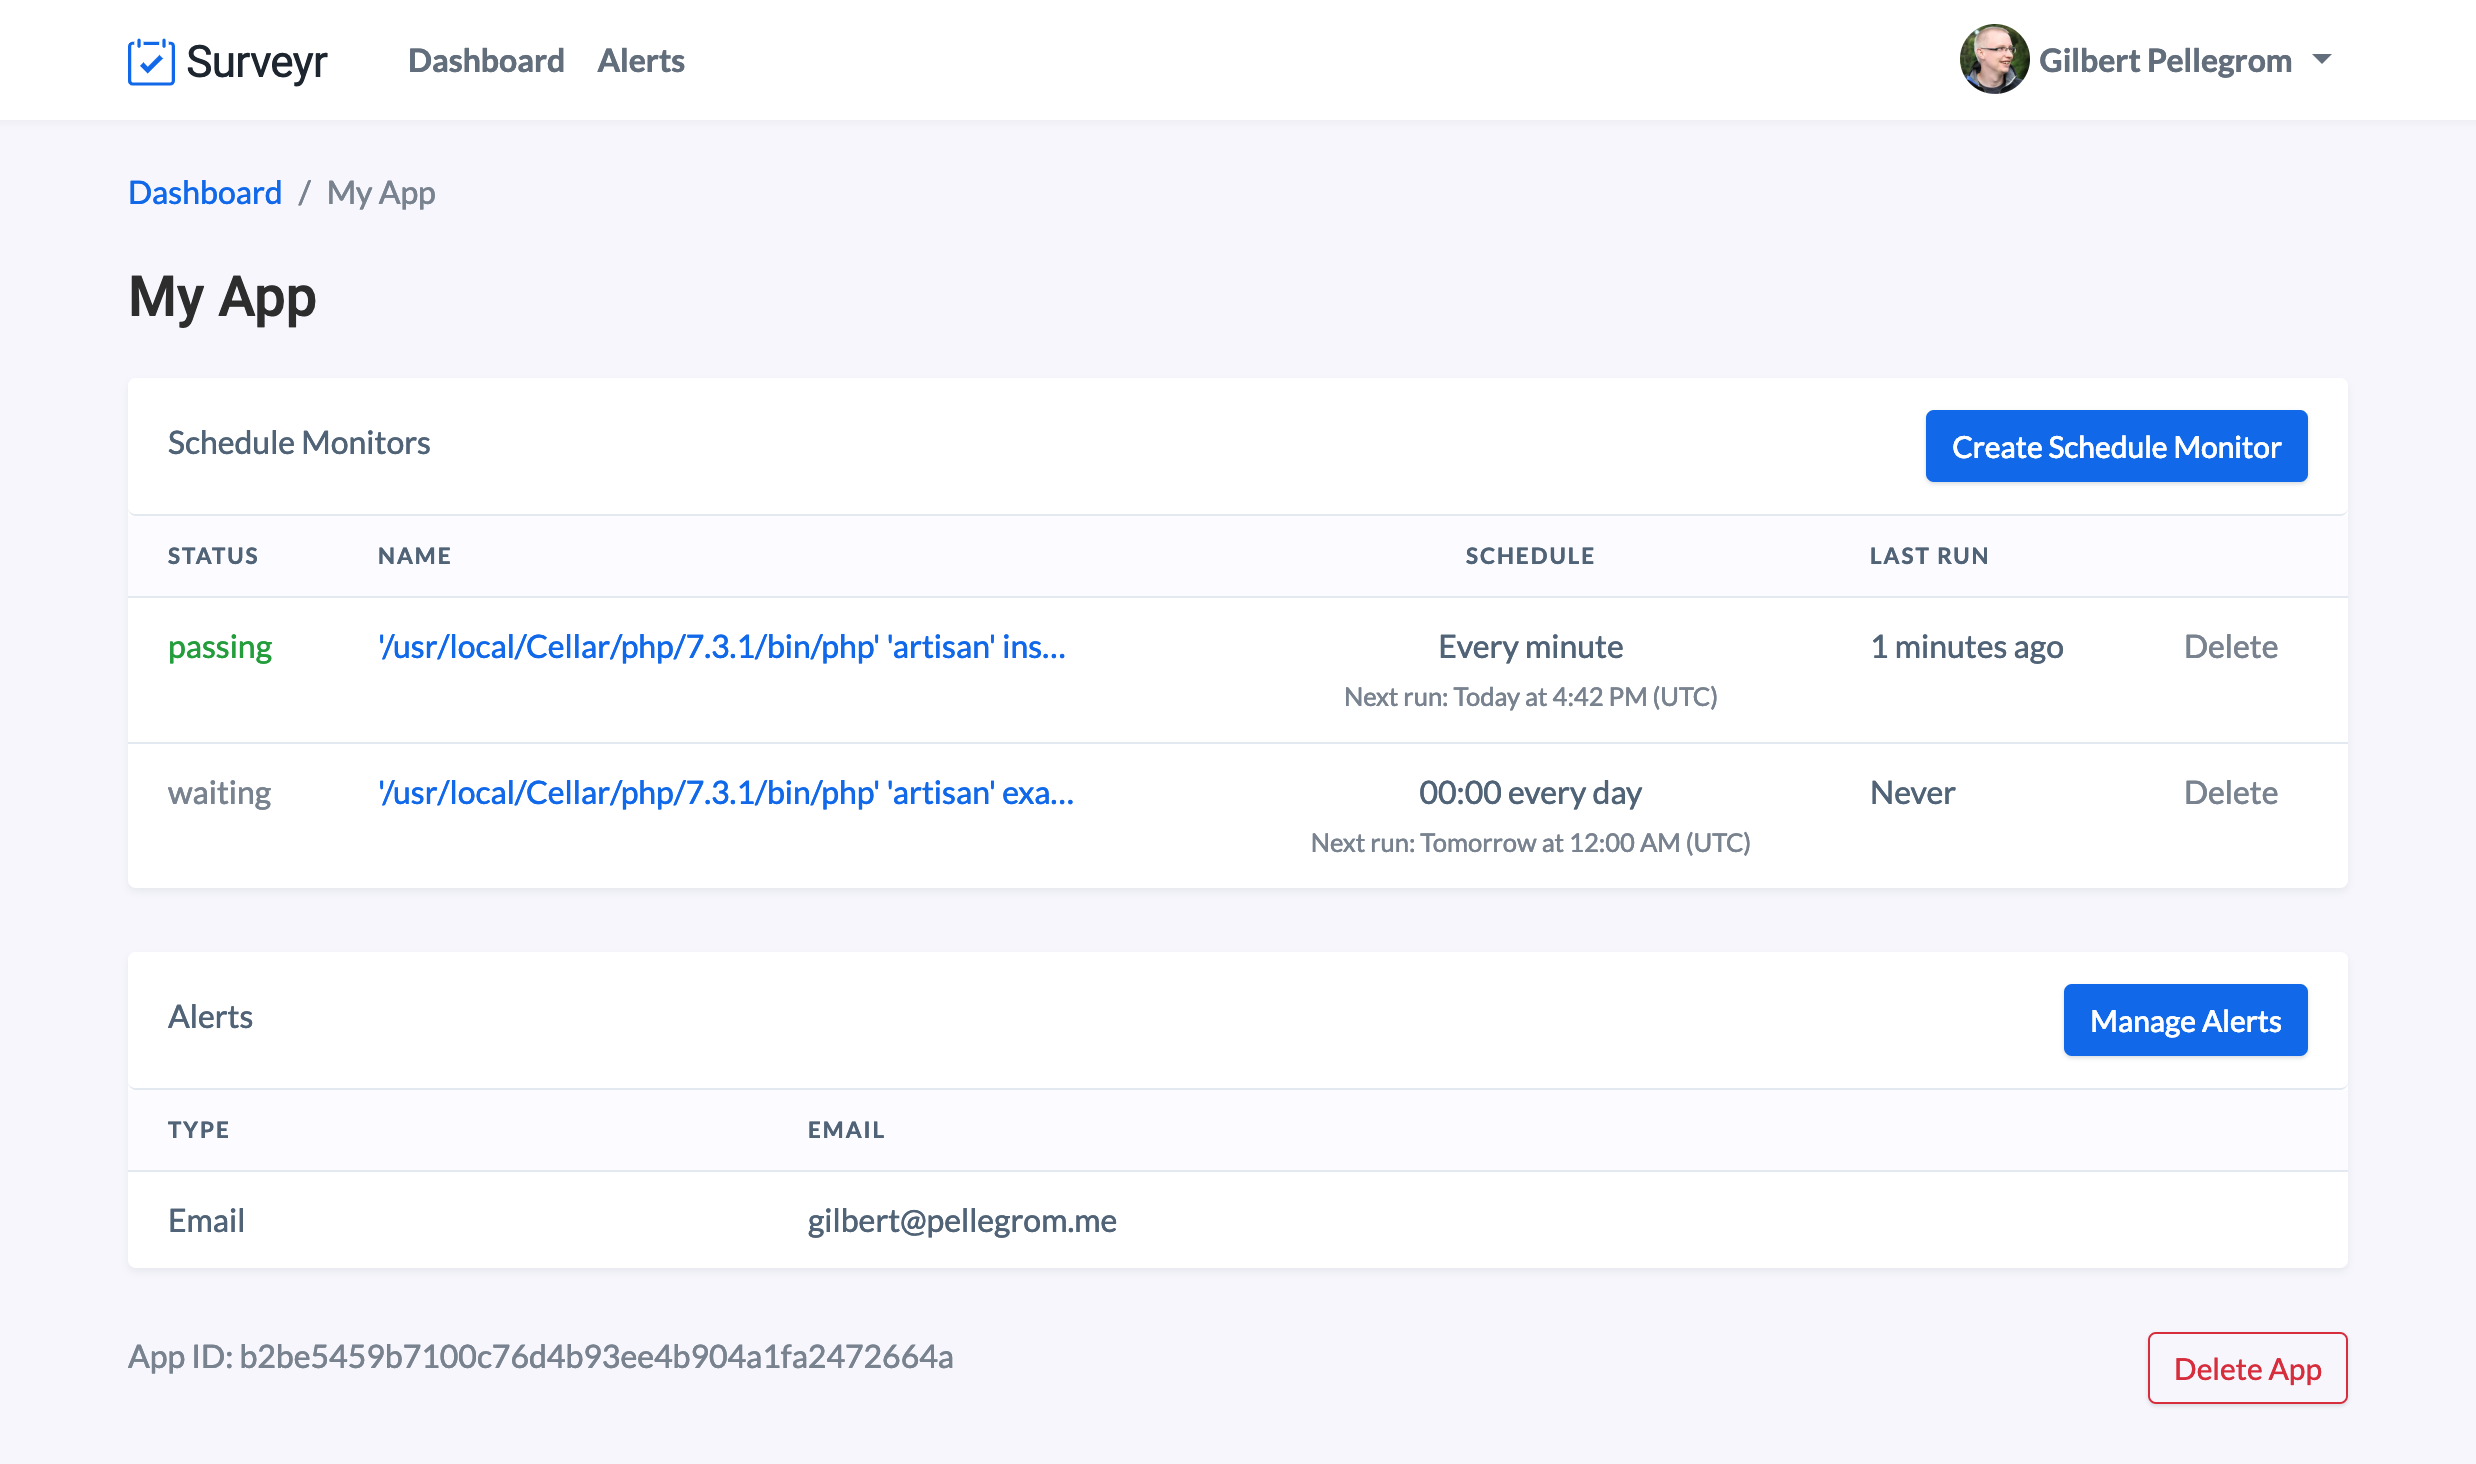 Surveyr Dashboard Alerts Gilbert Pellegrom
Dashboard / My App
My App
Schedule Monitors Create Schedule Monitor
STATUS NAME SCHEDULE LAST RUN
passing '/usr/local/Cellar/php/7.3.1/bin/php' 'artisan' ins... Every minute 1 minutes ago Delete
Next run: Today at 4:42 PM (UTC)
waiting '/usr/local/Cellar/php/7.3.1/bin/php' 'artisan' exa... 00:00 every day Never Delete
Next run: Tomorrow at 12:00 AM (UTC)
Alerts Manage Alerts
TYPE EMAIL
Email gilbert@pellegrom.me
App ID: b2be5459b7100c76d4b93ee4b904a1fa2472664a Delete App